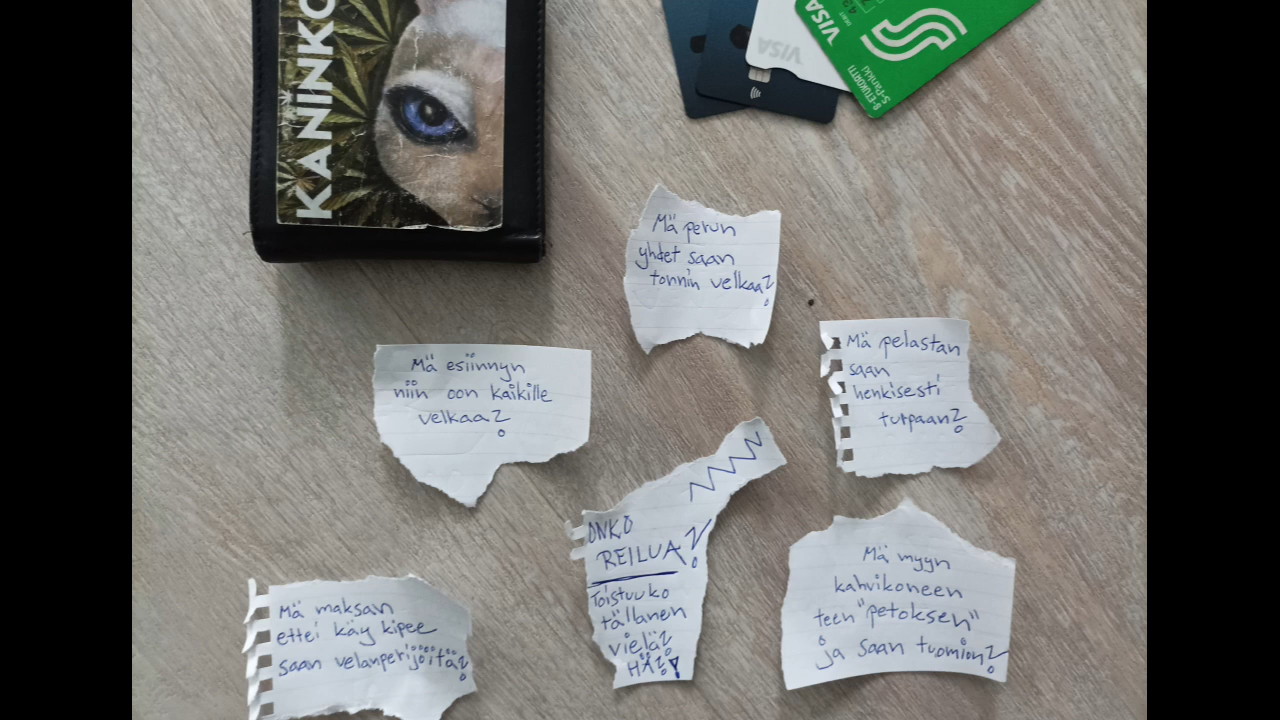 KANINKO
VISA
VISA
S-ETUKORTTI
S-Pankki
Mä perun
yhdet saan
tonnin velkaa?
Mä esiinnyn
niin oon kaikille
velkaa?
Mä pelastan
saan
henkisesti
turpaan?
ONKO
REILUA?
Toistuuko
tällänen
vielä?
HÄ?!
Mä myyn
kahvikoneen
teen "petoksen"
ja saan tuomion?
Mä maksan
ettei käy kipee
saan velanperijöitä?